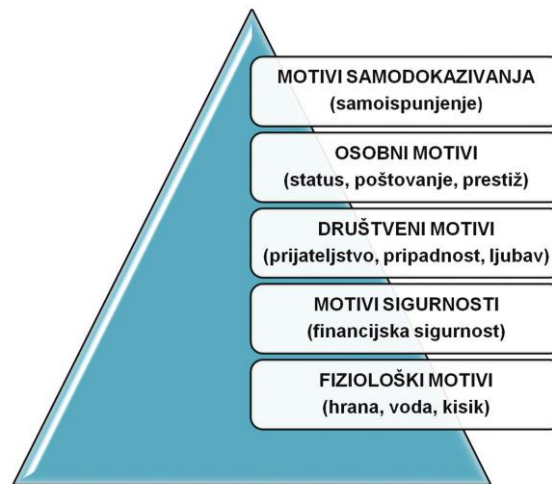 MOTIVI SAMODOKAZIVANJA
(samoispunjenje)
OSOBNI MOTIVI
(status, poštovanje, prestiž)
DRUŠTVENI MOTIVI
(prijateljstvo, pripadnost, ljubav)
MOTIVI SIGURNOSTI
(financijska sigurnost)
FIZIOLOŠKI MOTIVI
(hrana, voda, kisik)